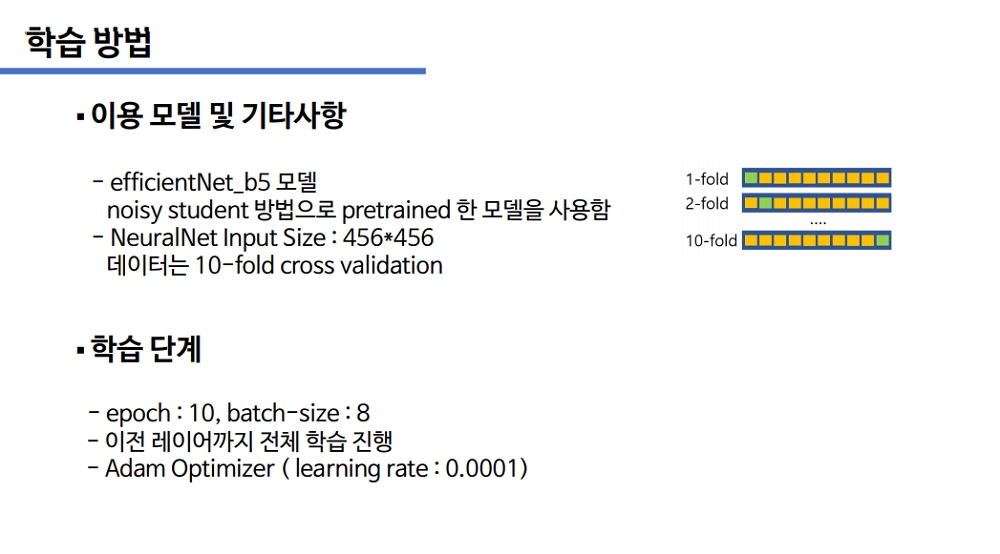 학습 방법
▪ 이용 모델 및 기타사항
- efficientNet_b5 모델
noisy student 방법으로 pretrained 한 모델을 사용함
- NeuralNet Input Size : 456*456
데이터는 10-fold cross validation
1-fold
2-fold
....
10-fold
▪ 학습 단계
- epoch : 10, batch-size : 8
- 이전 레이어까지 전체 학습 진행
- Adam Optimizer ( learning rate : 0.0001)